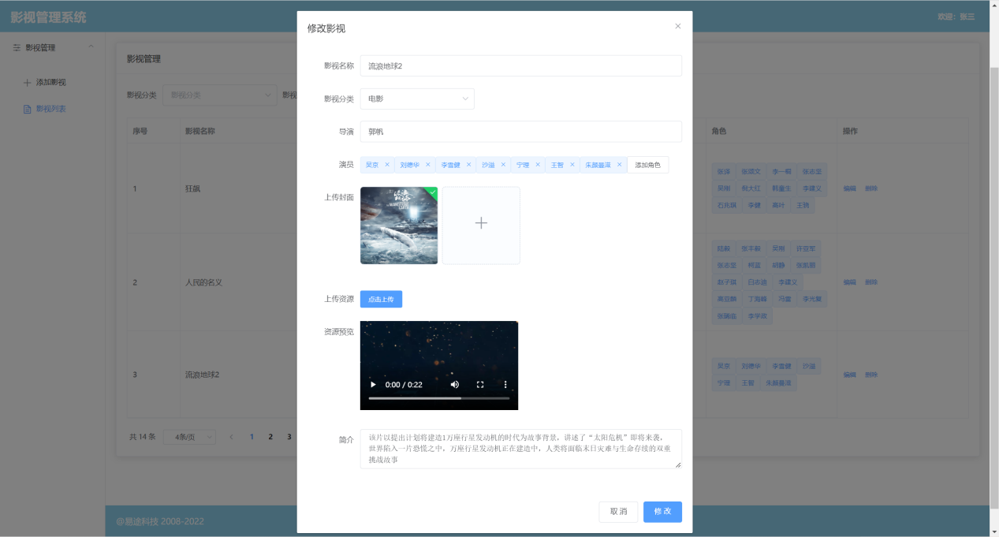 影视管理系统
欢迎：张三
影视管理
添加影视
影视列表
影视管理
影视分类 影视分类 影视
序号 影视名称 角色 操作
1 狂飙 编辑 删除
张译 张颂文 李一桐 张志坚
吴刚 倪大红 韩童生 李建义
石兆琪 李健 高叶 王骁
2 人民的名义 编辑 删除
陆毅 张丰毅 吴刚 许亚军
张志坚 柯蓝 胡静 张凯丽
赵子琪 白志迪 李建义
高亚麟 丁海峰 冯雷 李光复
李学政
3 流浪地球2 编辑 删除
吴京 刘德华 李雪健 沙溢
宁理 王智 朱颜曼滋
共 14 条 4条/页 1 2 3
@易途科技 2008-2022
修改影视
影视名称 流浪地球2
影视分类 电影
导演 郭帆
演员 吴京 刘德华 李雪健 沙溢 宁理 王智 朱颜曼滋 添加角色
上传封面
流浪地球
上传资源 点击上传
资源预览
0:00 / 0:22
简介 该片以提出计划将建造1万座行星发动机的时代为故事背景，讲述了“太阳危机”即将来袭，
世界陷入一片恐慌之中，万座行星发动机正在建造中，人类将面临末日灾难与生命存续的双重
挑战故事
取 消 修 改